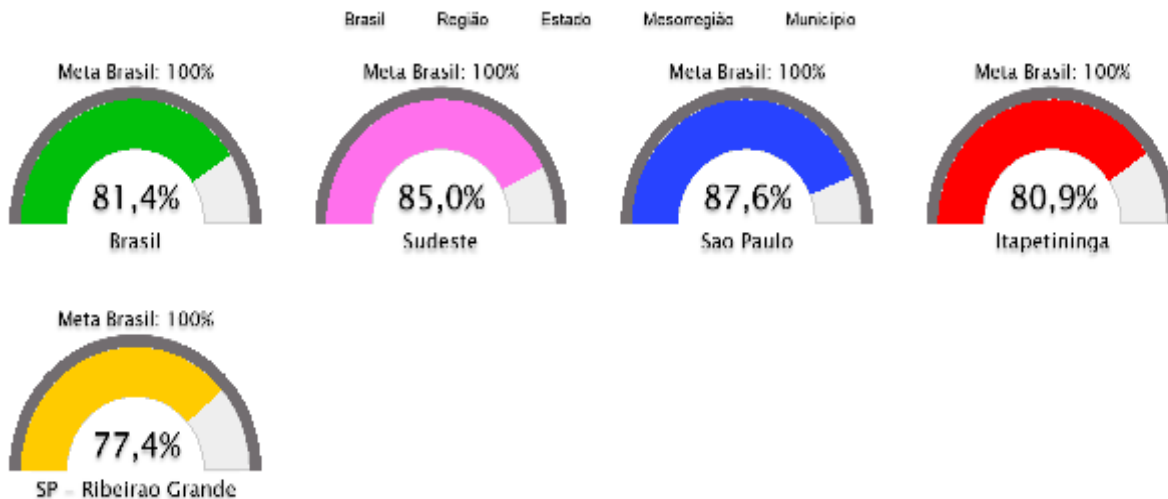 Brasil Região Estado Mesorregião Município
Meta Brasil: 100% Meta Brasil: 100% Meta Brasil: 100% Meta Brasil: 100%
81,4% 85,0% 87,6% 80,9%
Brasil Sudeste Sao Paulo Itapetininga
Meta Brasil: 100%
77,4%
SP - Ribeirao Grande